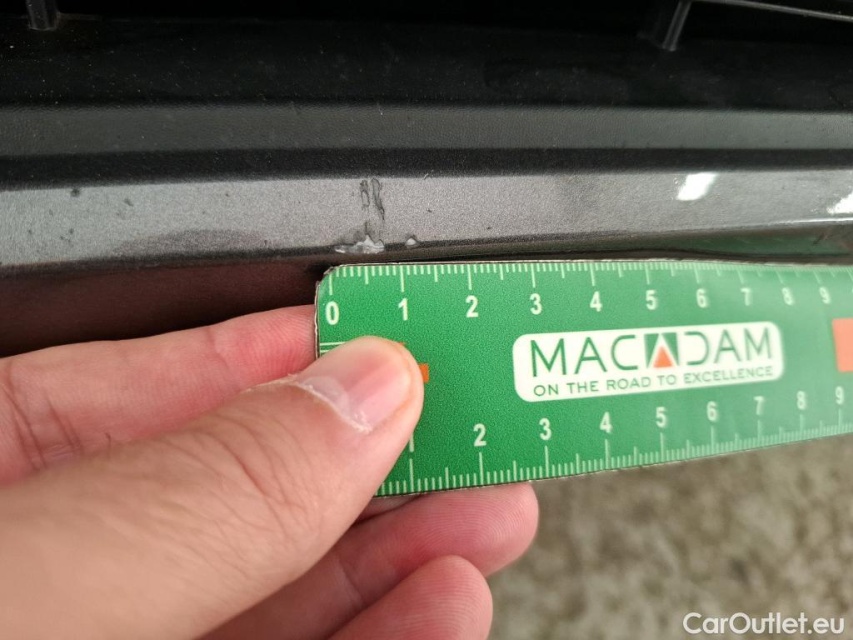 0 1 2 3 4 5 6 7 8 9
MACADAM
ON THE ROAD TO EXCELLENCE
2 3 4 5 6 7 8 9
CarOutlet.eu